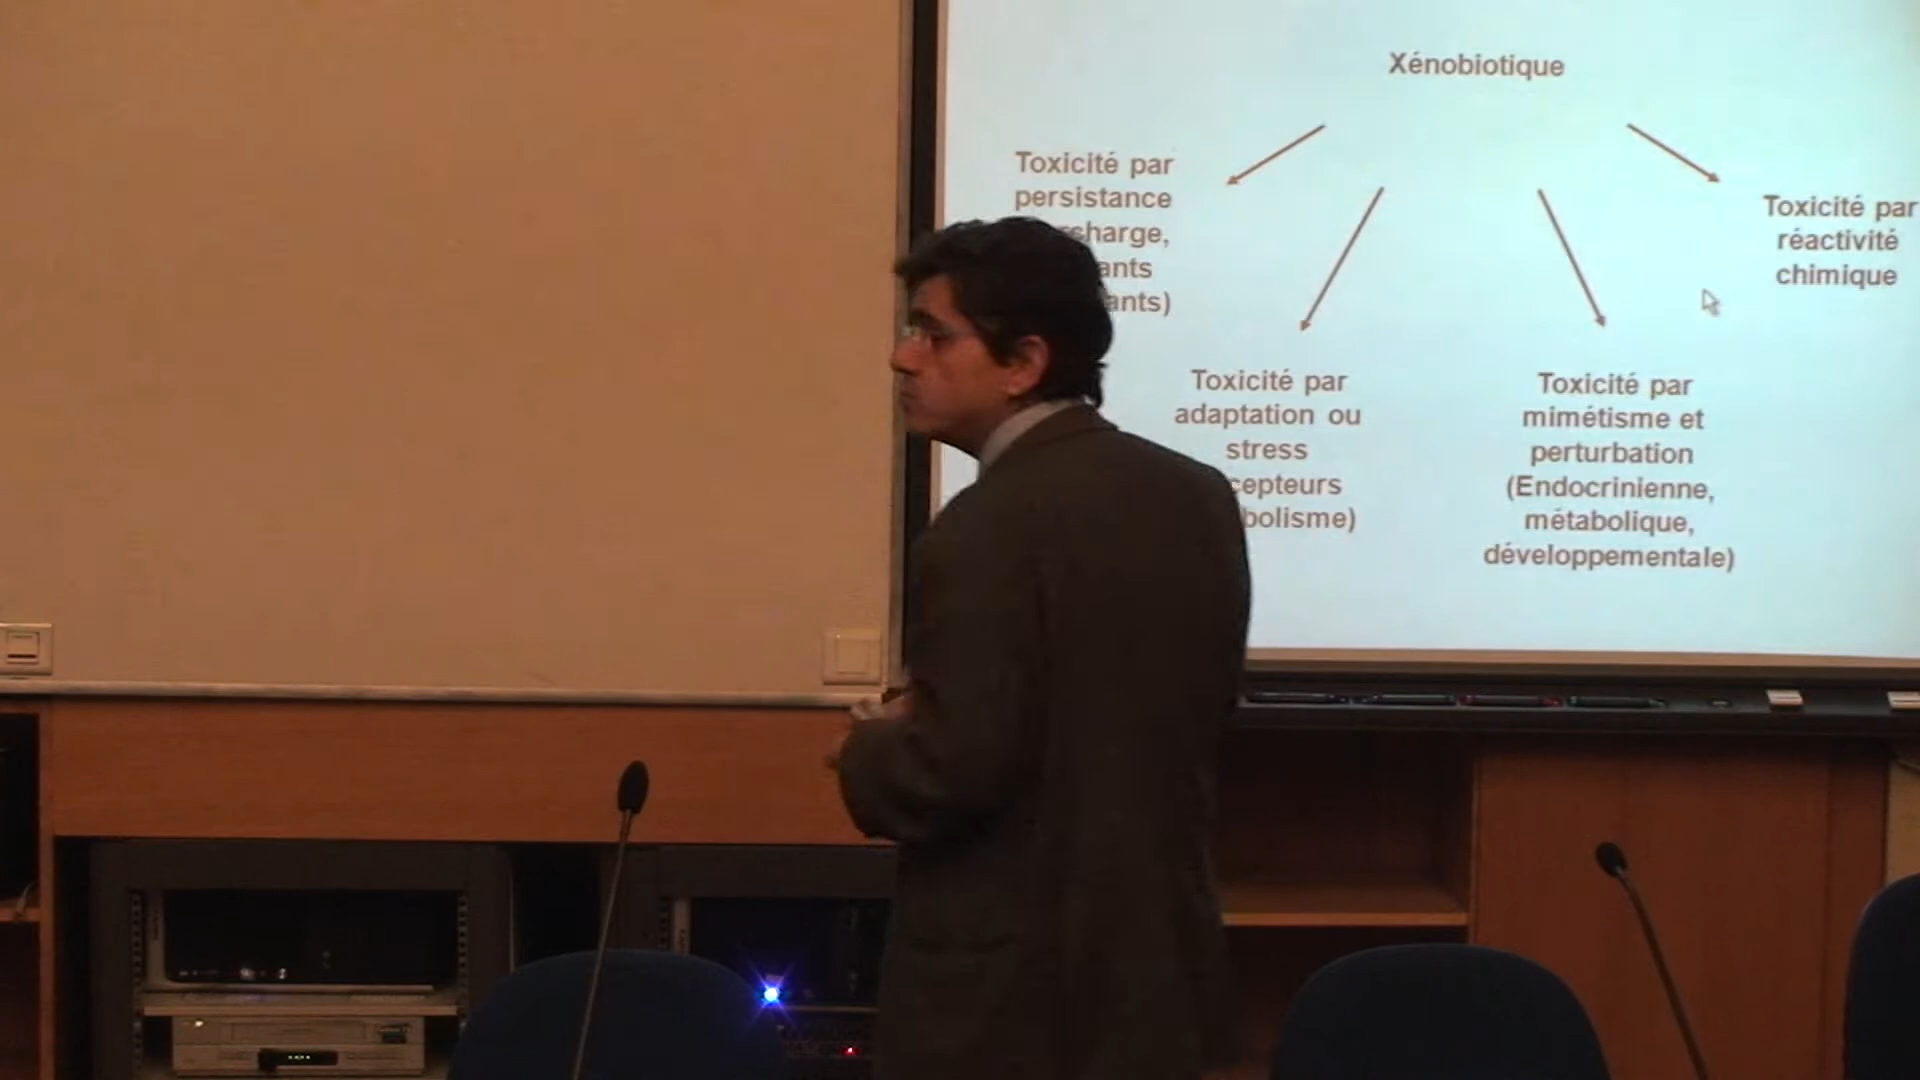 Xénobiotique
Toxicité par
persistance
ants
ants)
Toxicité par
adaptation ou
stress
Toxicité par
mimétisme et
perturbation
(Endocrinienne,
métabolique,
développementale)
Toxicité par
réactivité
chimique